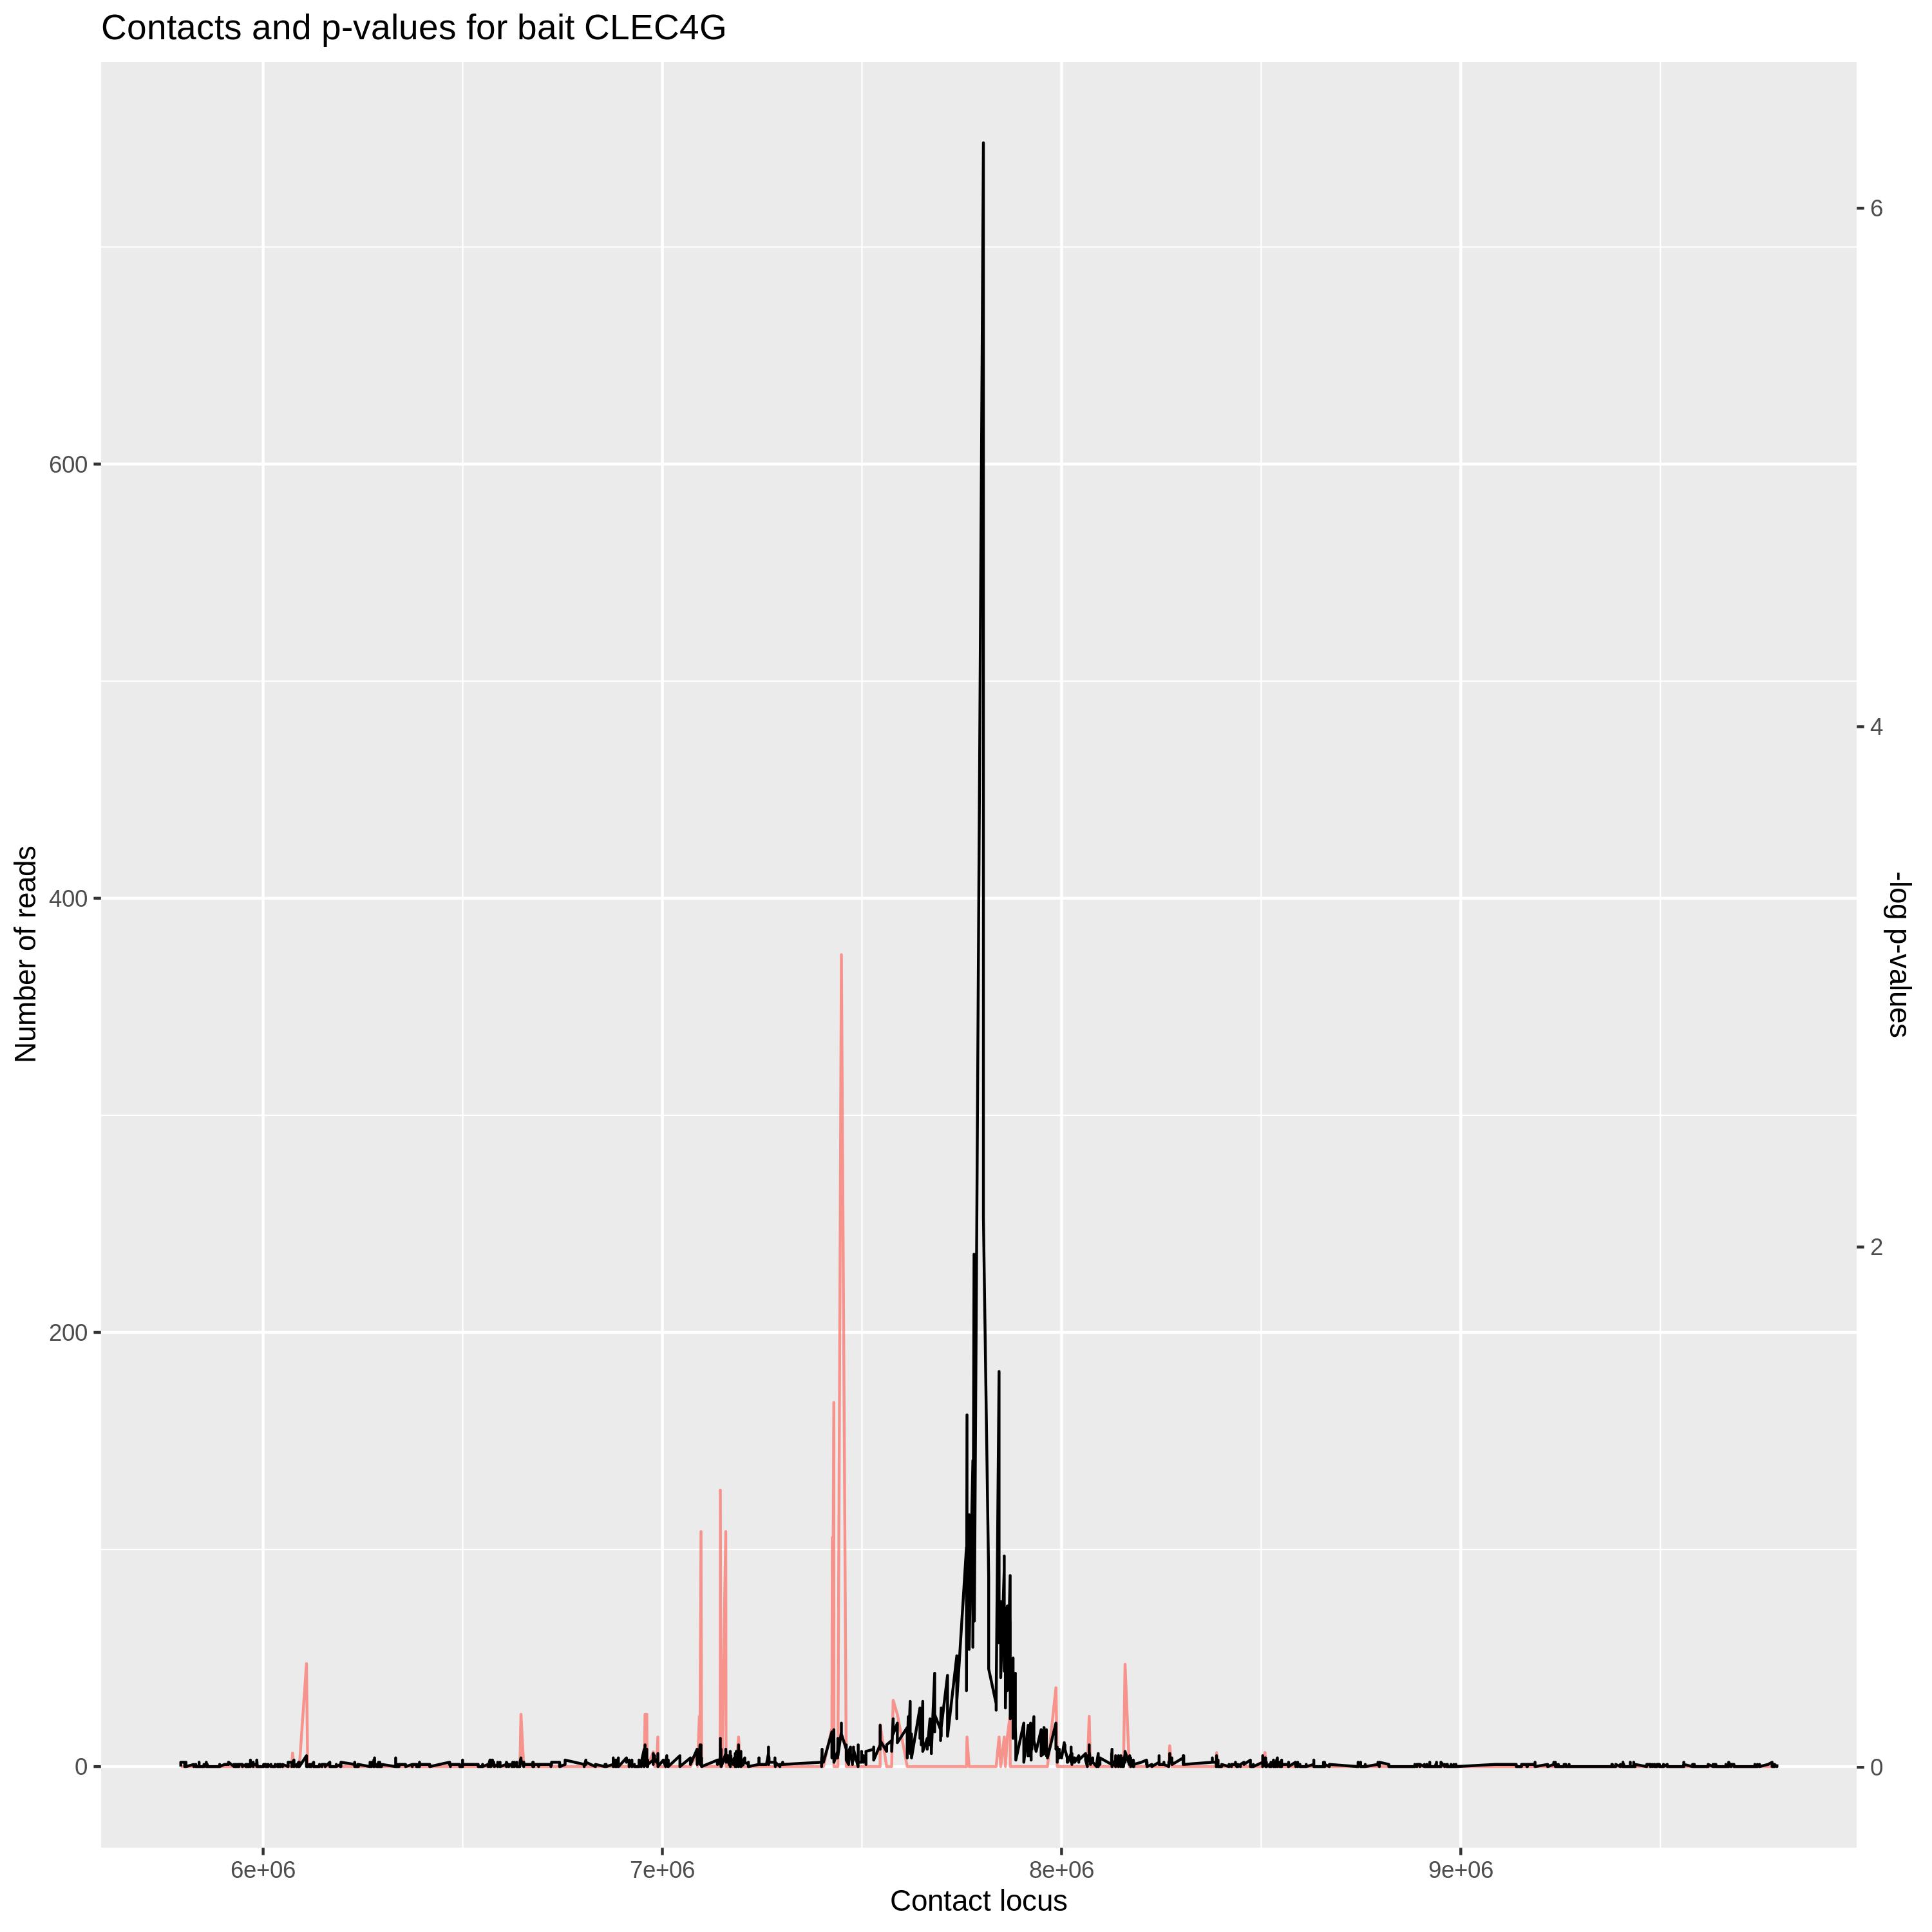 Contacts and p-values for bait CLEC4G
Number of reads
600
400
200
0
6
4
2
0
-log p-values
6e+06
7e+06
8e+06
9e+06
Contact locus